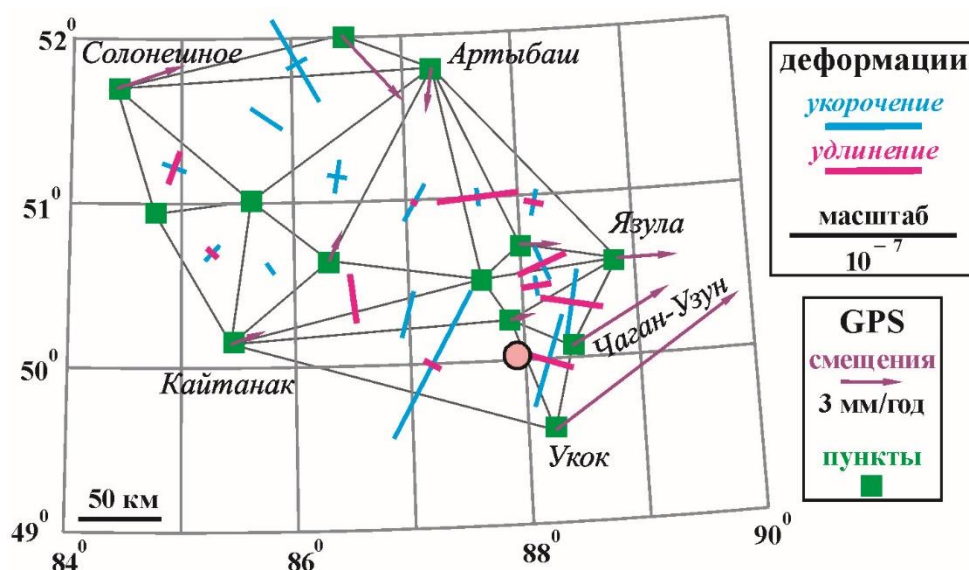 52⁰
Солонешное
Артыбаш
51⁰
Язула
Чаган-Узун
50⁰
Кайтанак
Укок
50 км
49⁰
84⁰
86⁰
88⁰
90⁰
деформации
укорочение
удлинение
масштаб
10⁻⁷
GPS
смещения
3 мм/год
пункты